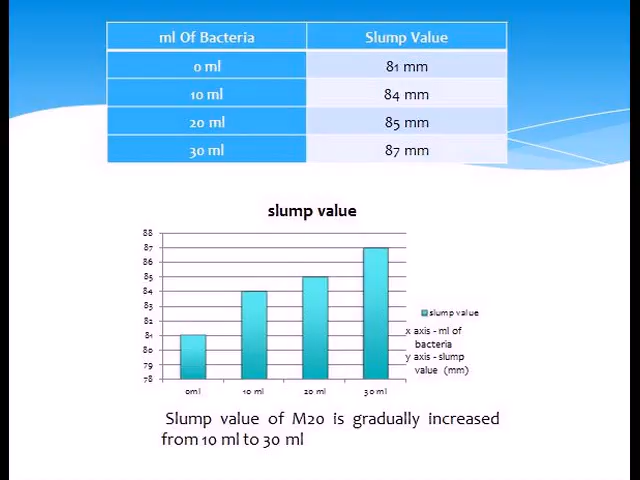 ml Of Bacteria Slump Value
0 ml 81 mm
10 ml 84 mm
20 ml 85 mm
30 ml 87 mm
slump value
88
87
86
85
84
83
82
81
80
79
78
0ml 10 ml 20 ml 30 ml
slump value
x axis - ml of
bacteria
y axis - slump
value (mm)
Slump value of M20 is gradually increased
from 10 ml to 30 ml